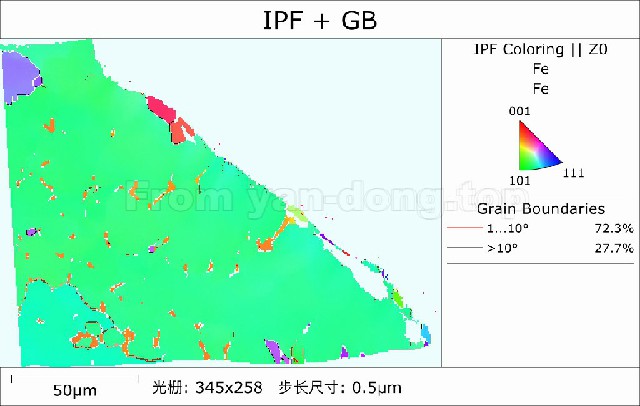 IPF + GB
IPF Coloring || Z0
Fe
Fe
001
101
111
From yan-dong.top
Grain Boundaries
1...10° 72.3%
>10° 27.7%
50μm
光栅: 345x258 步长尺寸: 0.5μm